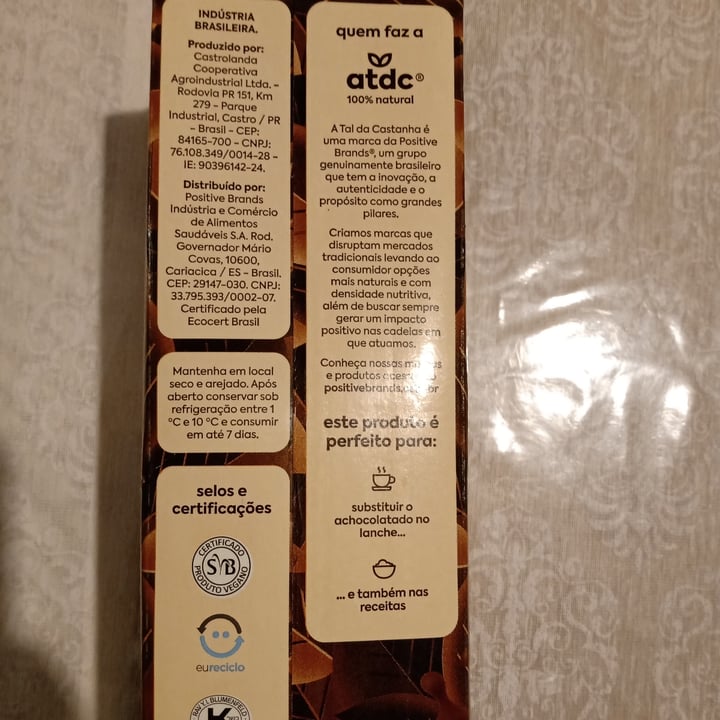 INDÚSTRIA
BRASILEIRA.
Produzido por:
Castrolanda
Cooperativa
Agroindustrial Ltda. –
Rodovia PR 151, Km
279 – Parque
Industrial, Castro / PR
– Brasil – CEP:
84165-700 – CNPJ:
76.108.349/0014-28 –
IE: 90396142-24.
Distribuído por:
Positive Brands
Indústria e Comércio
de Alimentos
Saudáveis S.A. Rod.
Governador Mário
Covas, 10600,
Cariacica / ES – Brasil.
CEP: 29147-030. CNPJ:
33.795.393/0002-07.
Certificado pela
Ecocert Brasil
Mantenha em local
seco e arejado. Após
aberto conservar sob
refrigeração entre 1
°C e 10 °C e consumir
em até 7 dias.
selos e
certificações
CERTIFICADO
SVB
PRODUTO VEGANO
eureciclo
K
quem faz a
atdc®
100% natural
A Tal da Castanha é
uma marca da Positive
Brands®, um grupo
genuinamente brasileiro
que tem a inovação, a
autenticidade e o
propósito como grandes
pilares.
Criamos marcas que
disruptam mercados
tradicionais levando ao
consumidor opções
mais naturais e com
densidade nutritiva,
além de buscar sempre
gerar um impacto
positivo nas cadeias em
que atuamos.
Conheça nossas
e produtos
este produto é
perfeito para:
substituir o
achocolatado no
lanche...
... e também nas
receitas